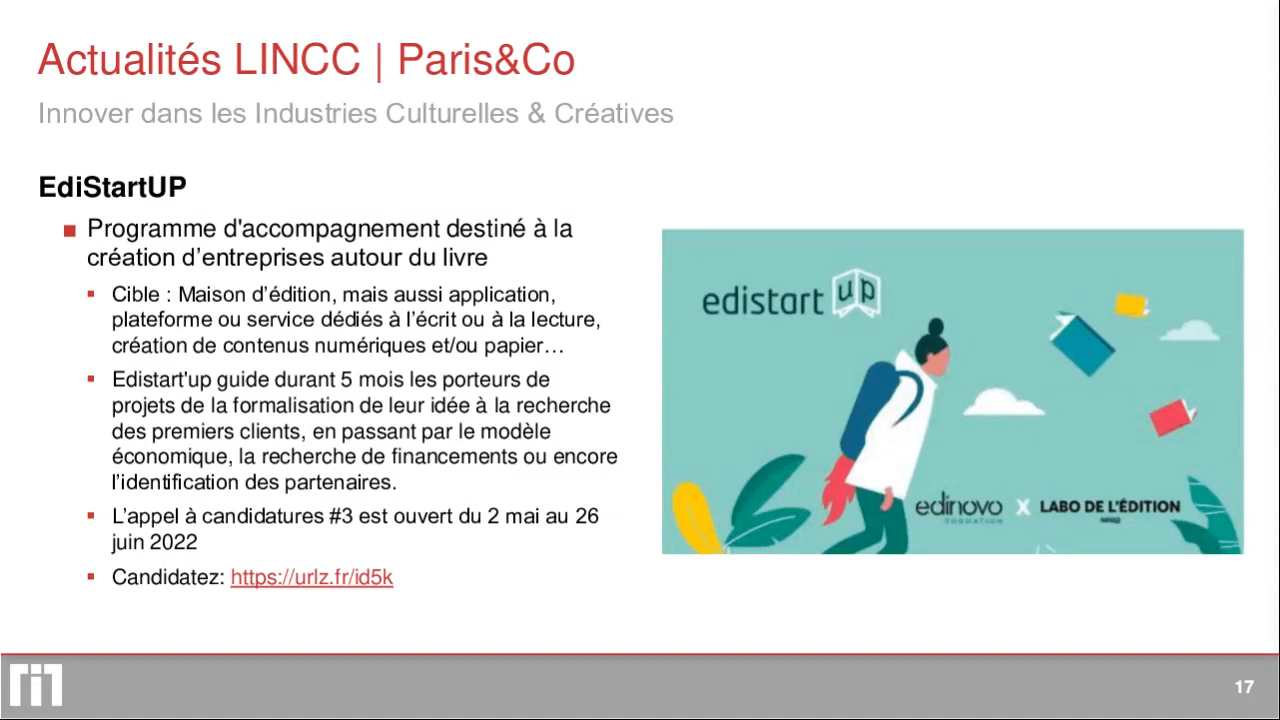 Actualités LINCC | Paris&Co
Innover dans les Industries Culturelles & Créatives
EdiStartUP
Programme d'accompagnement destiné à la
création d’entreprises autour du livre
Cible : Maison d’édition, mais aussi application,
plateforme ou service dédiés à l’écrit ou à la lecture,
création de contenus numériques et/ou papier…
Edistart'up guide durant 5 mois les porteurs de
projets de la formalisation de leur idée à la recherche
des premiers clients, en passant par le modèle
économique, la recherche de financements ou encore
l’identification des partenaires.
L’appel à candidatures #3 est ouvert du 2 mai au 26
juin 2022
Candidatez: https://urlz.fr/id5k
edistart up
edinovo X LABO DE L'ÉDITION
FORMATION
17